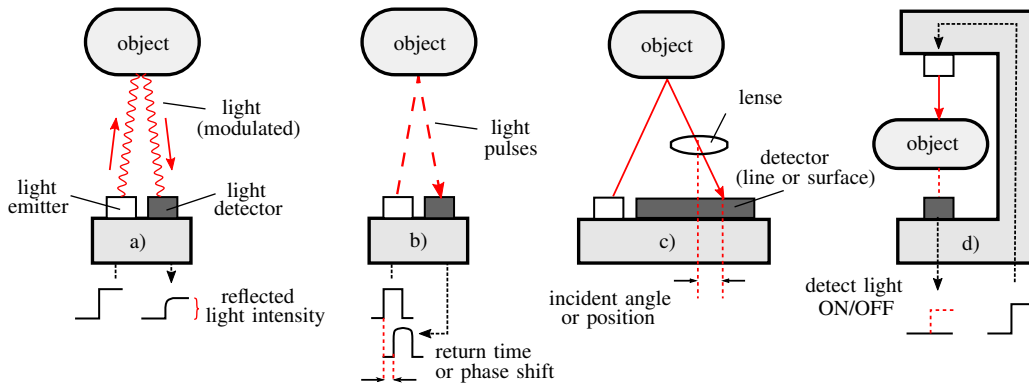 object
light
(modulated)
light
emitter
light
detector
a)
reflected
light intensity
object
light
pulses
b)
return time
or phase shift
object
lense
detector
(line or surface)
c)
incident angle
or position
object
d)
detect light
ON/OFF